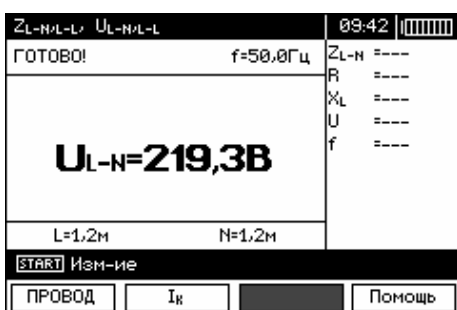 ZL-N,L-L, UL-N,L-L 09:42
ГОТОВО! f=50,0Гц
ZL-N =---
R =---
XL =---
U =---
f =---
UL-N=219,3В
L=1,2м N=1,2м
START Изм-ие
ПРОВОД IК Помощь